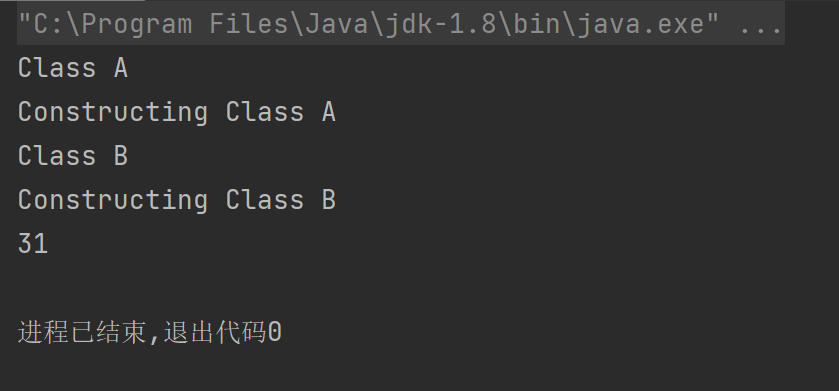 "C:\Program Files\Java\jdk-1.8\bin\java.exe" ...
Class A
Constructing Class A
Class B
Constructing Class B
31
进程已结束,退出代码0